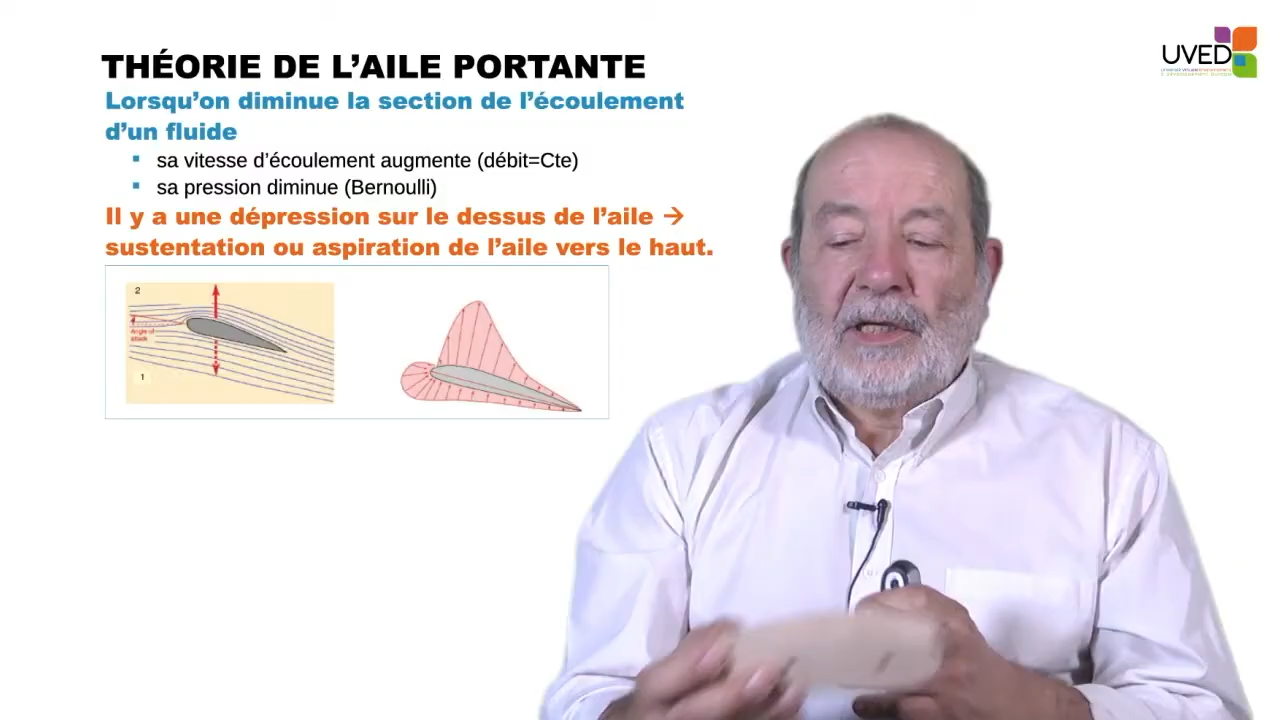 UVED
THÉORIE DE L’AILE PORTANTE
Lorsqu’on diminue la section de l’écoulement
d’un fluide
▪ sa vitesse d’écoulement augmente (débit=Cte)
▪ sa pression diminue (Bernoulli)
Il y a une dépression sur le dessus de l’aile →
sustentation ou aspiration de l’aile vers le haut.
2
Angle of
attack
1